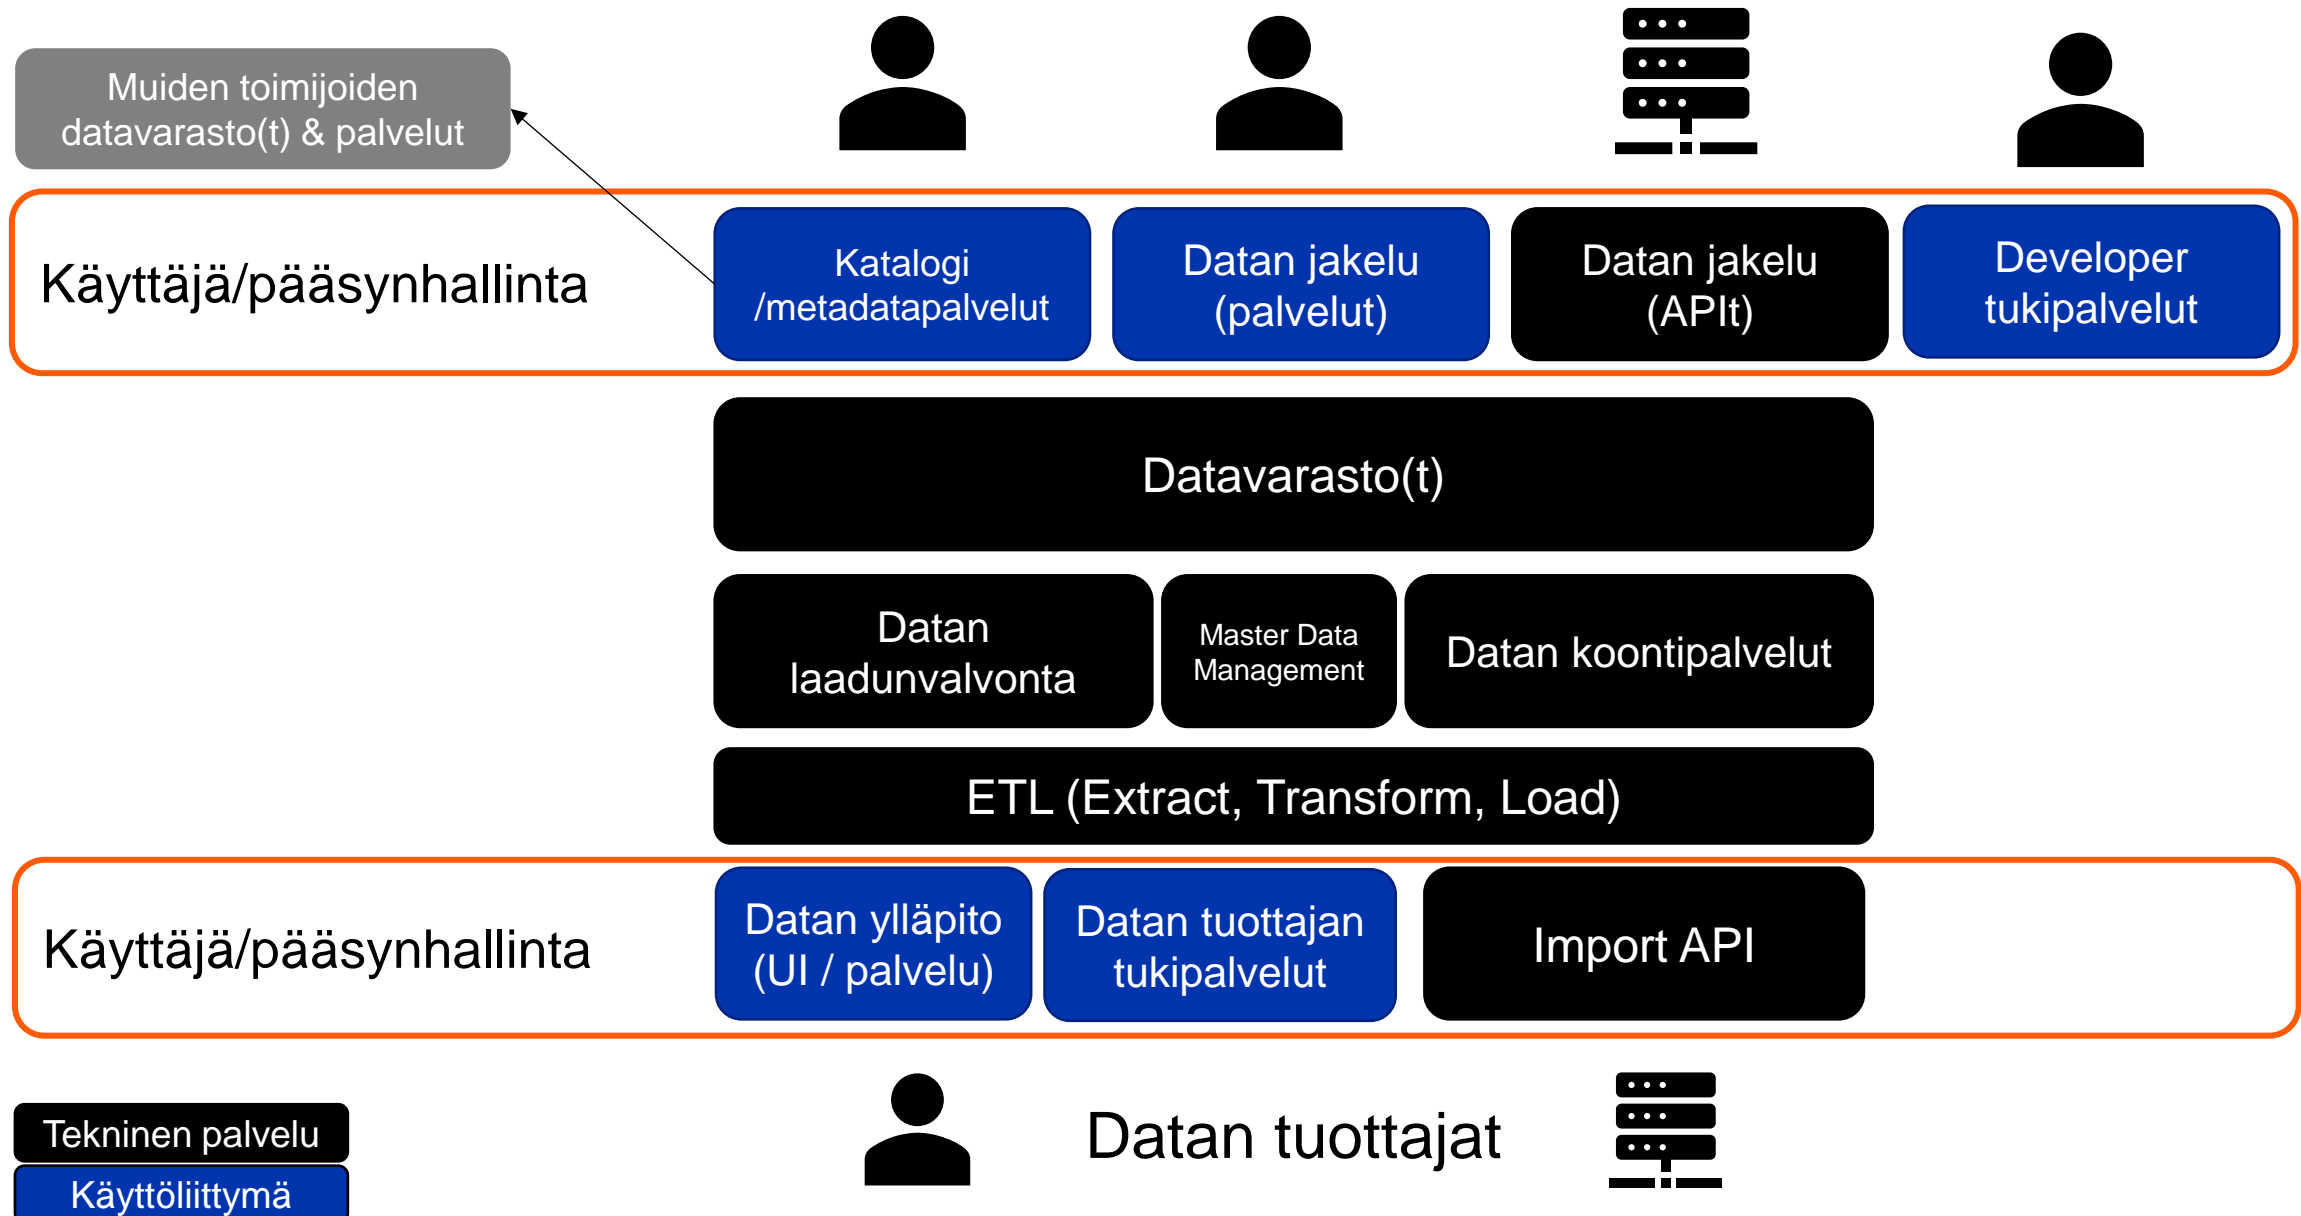 Muiden toimijoiden
datavarasto(t) & palvelut
Käyttäjä/pääsynhallinta
Katalogi
/metadatapalvelut
Datan jakelu
(palvelut)
Datan jakelu
(APIt)
Developer
tukipalvelut
Datavarasto(t)
Datan
laadunvalvonta
Master Data
Management
Datan koontipalvelut
ETL (Extract, Transform, Load)
Käyttäjä/pääsynhallinta
Datan ylläpito
(UI / palvelu)
Datan tuottajan
tukipalvelut
Import API
Datan tuottajat
Tekninen palvelu
Käyttöliittymä